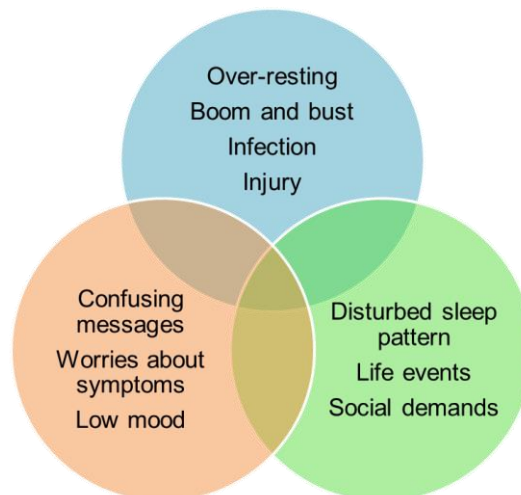 Over-resting
Boom and bust
Infection
Injury
Confusing
messages
Worries about
symptoms
Low mood
Disturbed sleep
pattern
Life events
Social demands